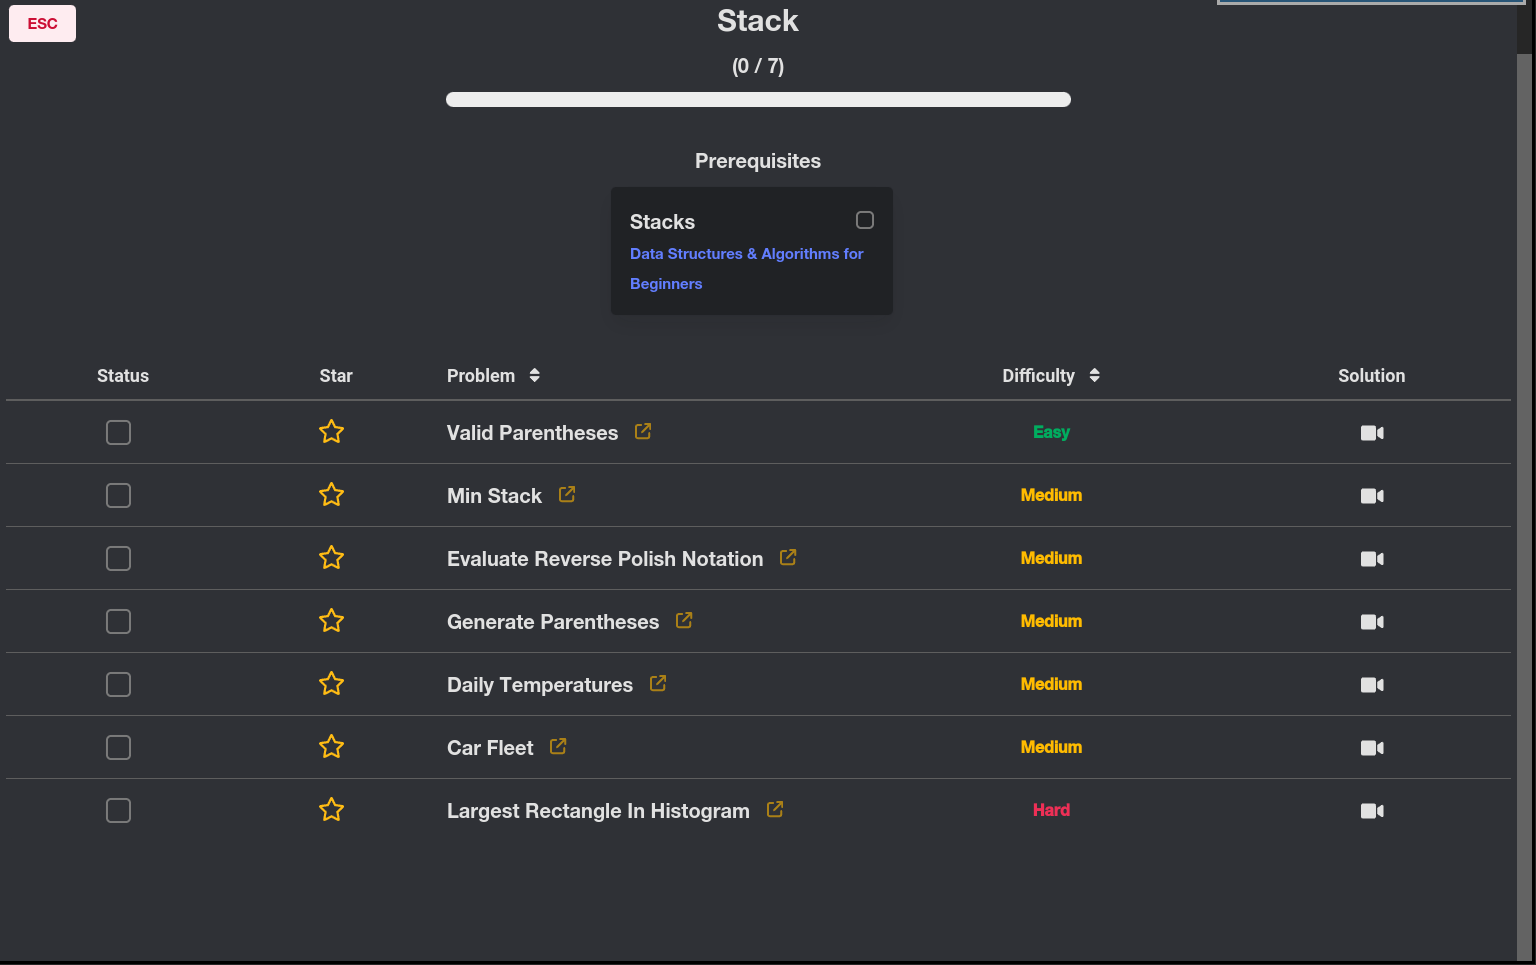 ESC
Stack
(0 / 7)
Prerequisites
Stacks
Data Structures & Algorithms for
Beginners
Status Star Problem Difficulty Solution
Valid Parentheses Easy
Min Stack Medium
Evaluate Reverse Polish Notation Medium
Generate Parentheses Medium
Daily Temperatures Medium
Car Fleet Medium
Largest Rectangle In Histogram Hard